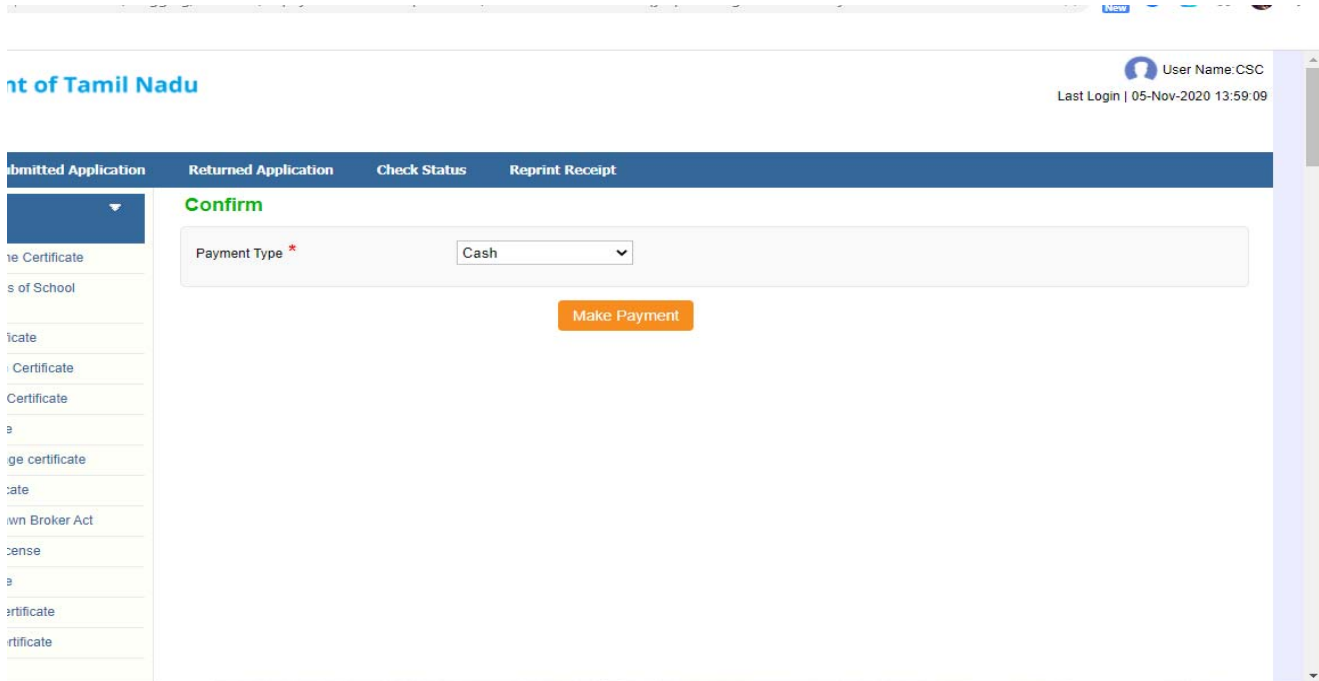 New
nt of Tamil Nadu
User Name:CSC
Last Login | 05-Nov-2020 13:59:09
ubmitted Application Returned Application Check Status Reprint Receipt
Confirm
Payment Type * Cash
Make Payment
ne Certificate
s of School
ficate
Certificate
Certificate
e
ge certificate
cate
wn Broker Act
cense
e
ertificate
rtificate